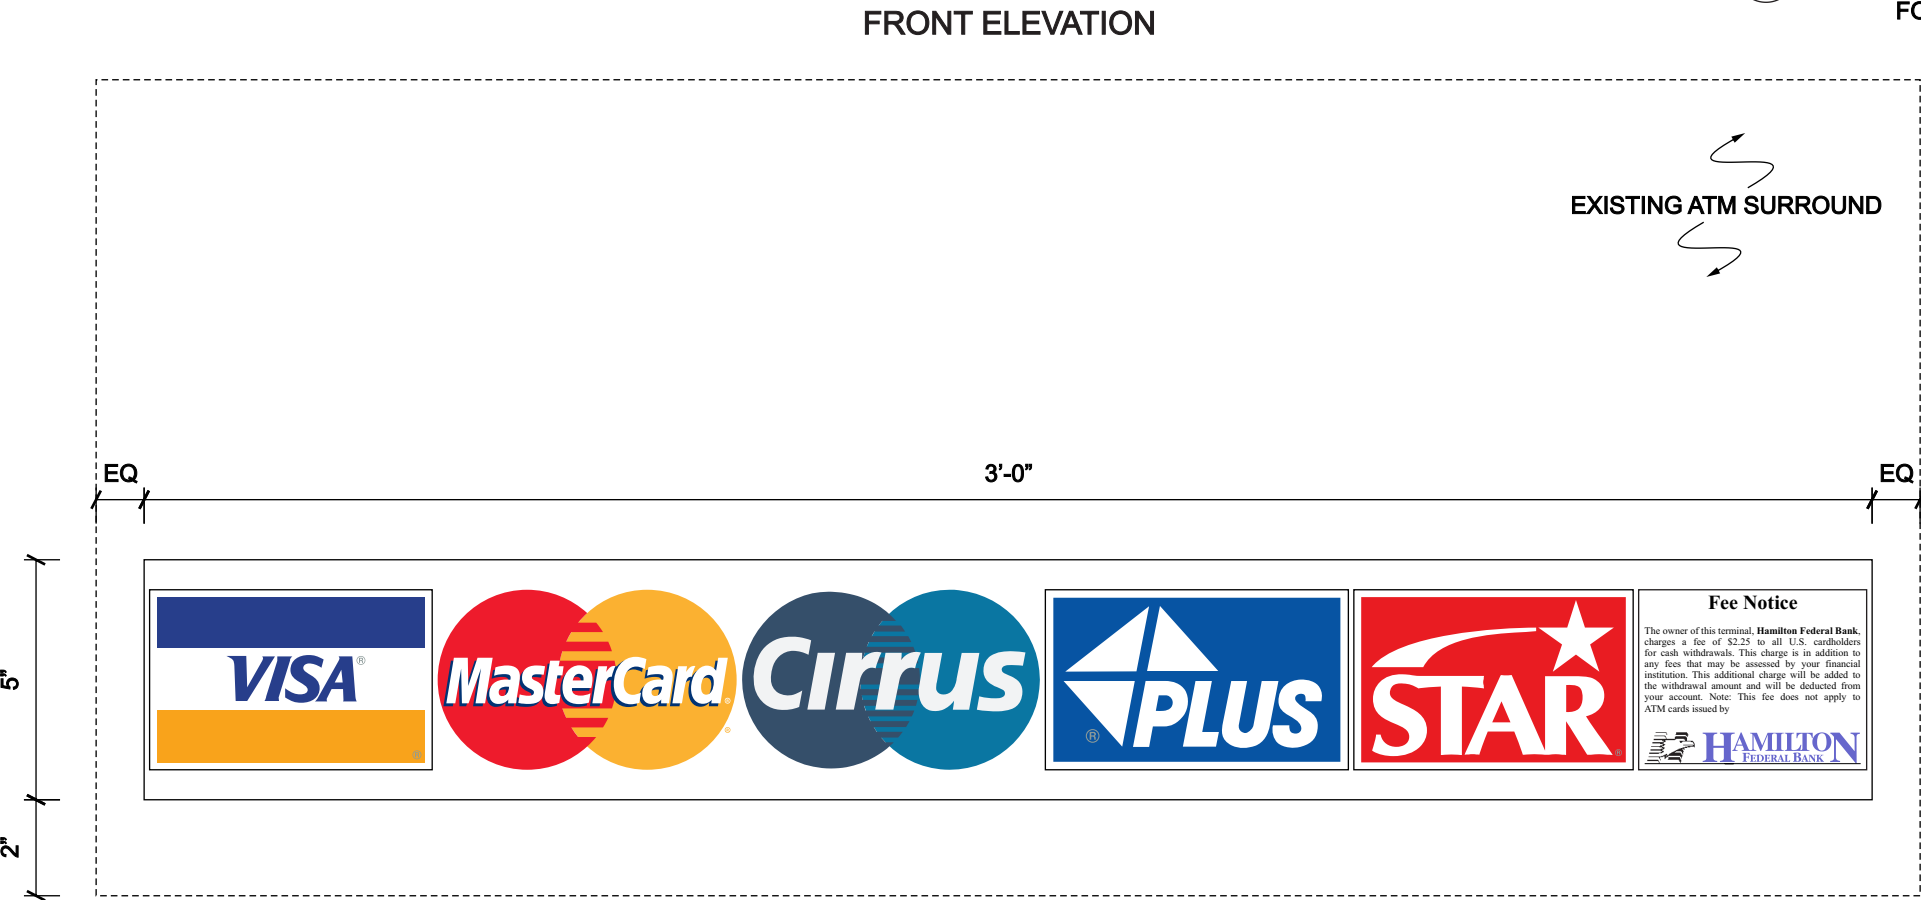 FRONT ELEVATION
FO
EXISTING ATM SURROUND
EQ
3’-0”
EQ
5”
2”
VISA®
®
MasterCard®
®
Cirrus
PLUS
®
STAR®
Fee Notice
The owner of this terminal, Hamilton Federal Bank,
charges a fee of $2.25 to all U.S. cardholders
for cash withdrawals. This charge is in addition to
any fees that may be assessed by your financial
institution. This additional charge will be added to
the withdrawal amount and will be deducted from
your account. Note: This fee does not apply to
ATM cards issued by
HAMILTON
FEDERAL BANK